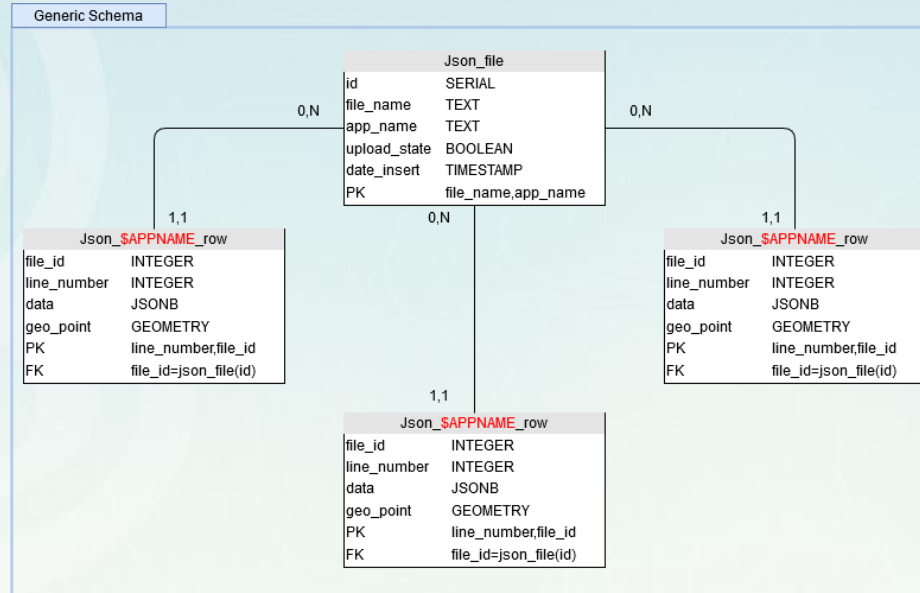 Generic Schema
Json_file
id SERIAL
file_name TEXT
app_name TEXT
upload_state BOOLEAN
date_insert TIMESTAMP
PK file_name,app_name
0,N
0,N
0,N
1,1
Json_$APPNAME_row
file_id INTEGER
line_number INTEGER
data JSONB
geo_point GEOMETRY
PK line_number,file_id
FK file_id=json_file(id)
1,1
Json_$APPNAME_row
file_id INTEGER
line_number INTEGER
data JSONB
geo_point GEOMETRY
PK line_number,file_id
FK file_id=json_file(id)
1,1
Json_$APPNAME_row
file_id INTEGER
line_number INTEGER
data JSONB
geo_point GEOMETRY
PK line_number,file_id
FK file_id=json_file(id)